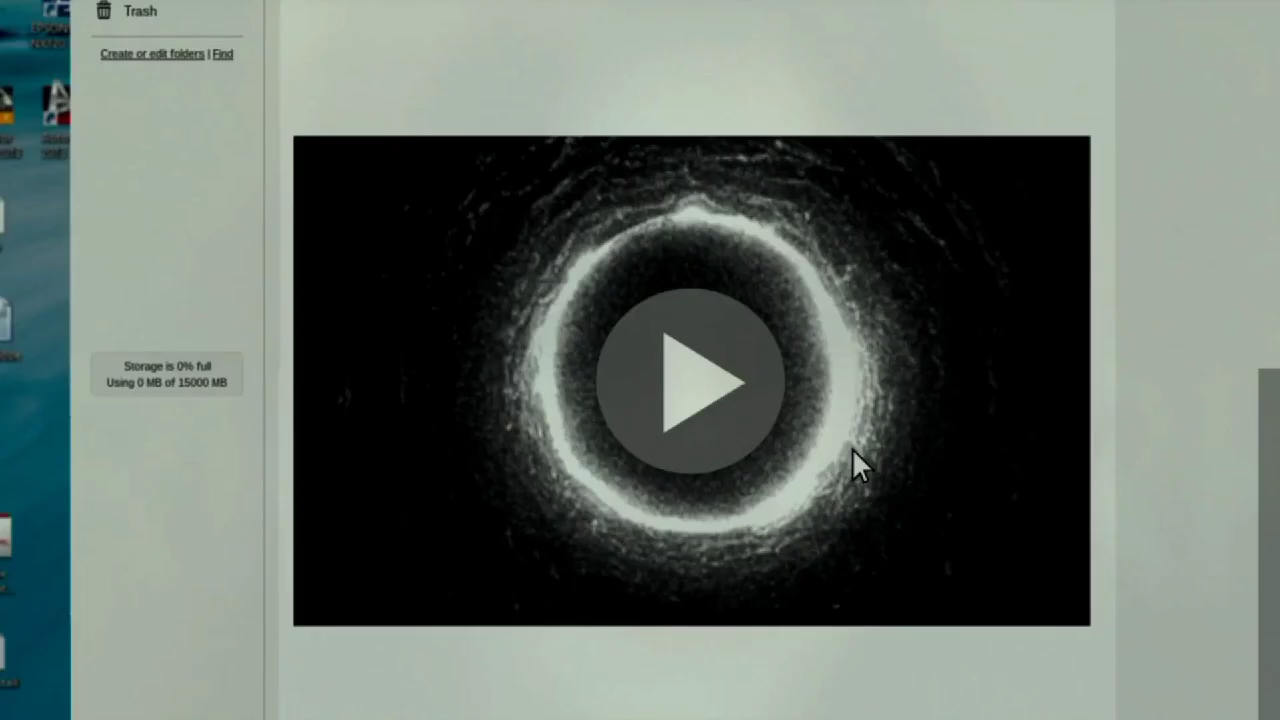 Trash
Create or edit folders | Find
Storage is 0% full
Using 0 MB of 15000 MB